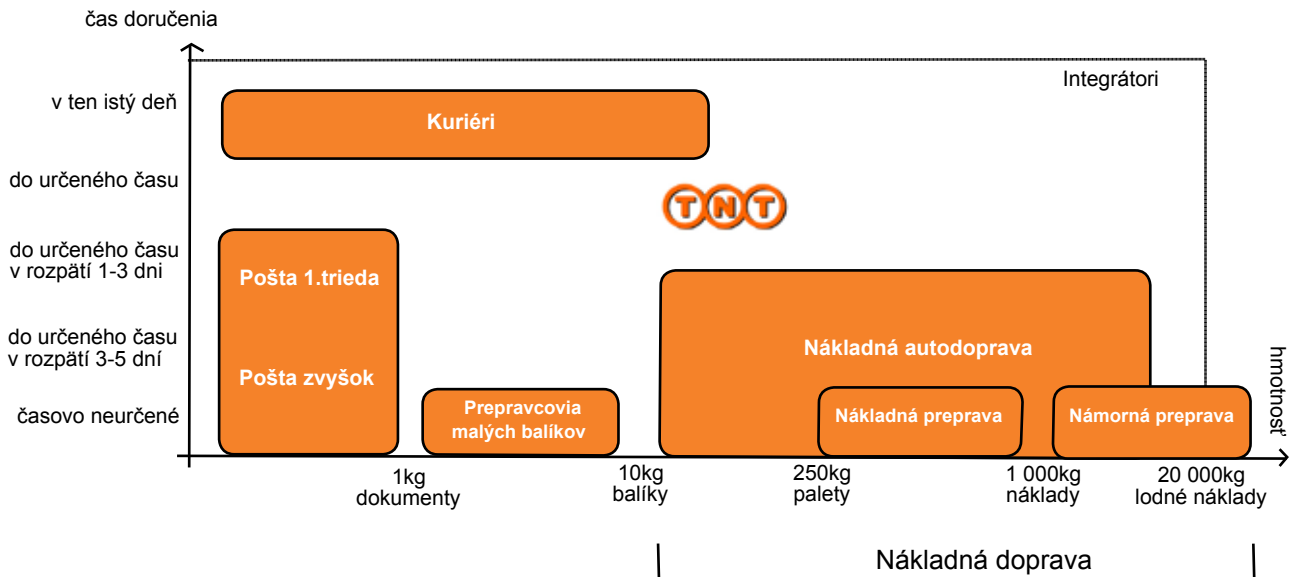 čas doručenia
Integrátori
v ten istý deň
Kuriéri
do určeného času
TNT
do určeného času
v rozpätí 1-3 dni
Pošta 1.trieda
do určeného času
v rozpätí 3-5 dní
Nákladná autodoprava
Pošta zvyšok
hmotnosť
časovo neurčené
Prepravcovia
malých balíkov
Nákladná preprava
Námorná preprava
1kg
dokumenty
10kg
balíky
250kg
palety
1 000kg
náklady
20 000kg
lodné náklady
Nákladná doprava